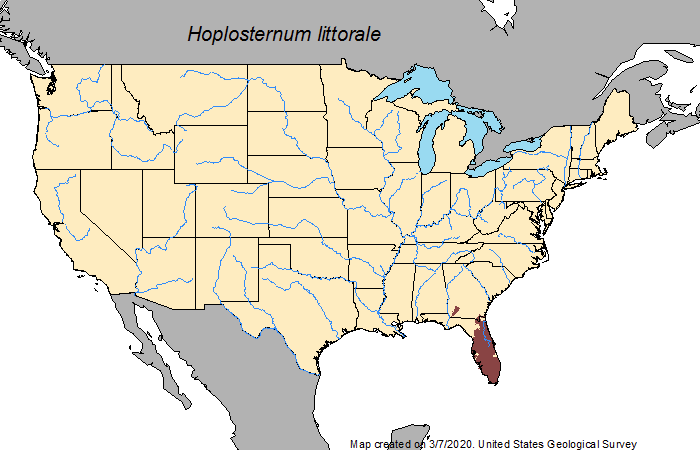 Hoplosternum littorale
Map created on 3/7/2020. United States Geological Survey